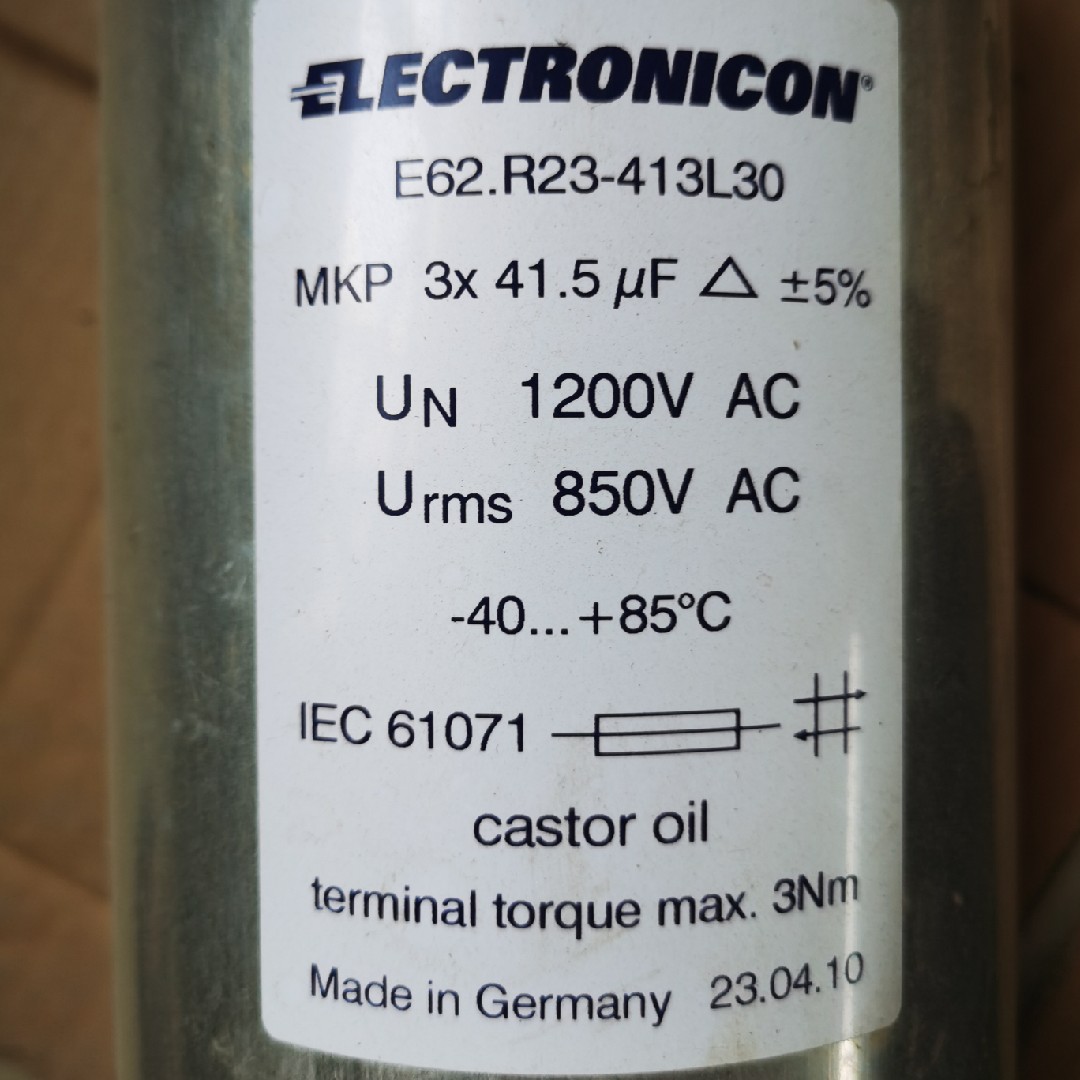 ELECTRONICON®
E62.R23-413L30
MKP 3x 41.5 µF △ ±5%
UN 1200V AC
Urms 850V AC
-40...+85°C
IEC 61071
castor oil
terminal torque max. 3Nm
Made in Germany 23.04.10